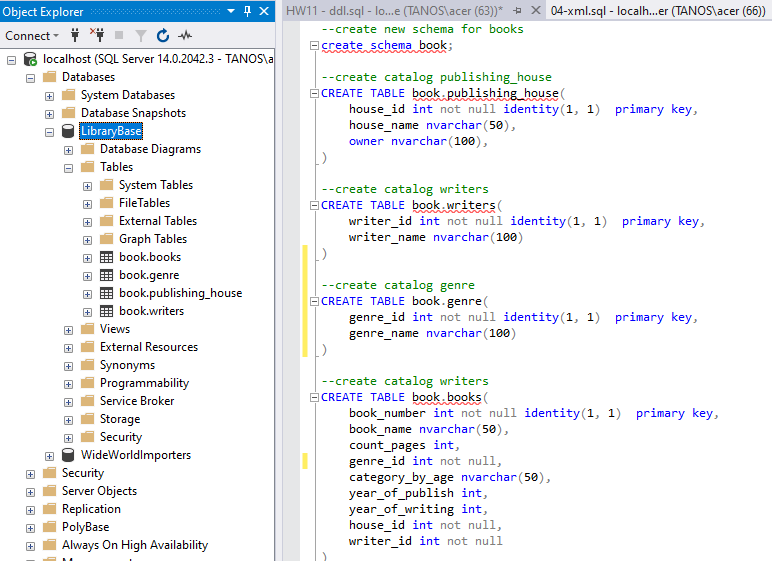 Object Explorer
Connect
localhost (SQL Server 14.0.2042.3 - TANOS\a
Databases
System Databases
Database Snapshots
LibraryBase
Database Diagrams
Tables
System Tables
FileTables
External Tables
Graph Tables
book.books
book.genre
book.publishing_house
book.writers
Views
External Resources
Synonyms
Programmability
Service Broker
Storage
Security
WideWorldImporters
Security
Server Objects
Replication
PolyBase
Always On High Availability
HW11 - ddl.sql - lo...e (TANOS\acer (63))*
04-xml.sql - localh...er (TANOS\acer (66))
--create new schema for books
create schema book;
--create catalog publishing_house
CREATE TABLE book.publishing_house(
house_id int not null identity(1, 1)  primary key,
house_name nvarchar(50),
owner nvarchar(100),
)
--create catalog writers
CREATE TABLE book.writers(
writer_id int not null identity(1, 1)  primary key,
writer_name nvarchar(100)
)
--create catalog genre
CREATE TABLE book.genre(
genre_id int not null identity(1, 1)  primary key,
genre_name nvarchar(100)
)
--create catalog writers
CREATE TABLE book.books(
book_number int not null identity(1, 1)  primary key,
book_name nvarchar(50),
count_pages int,
genre_id int not null,
category_by_age nvarchar(50),
year_of_publish int,
year_of_writing int,
house_id int not null,
writer_id int not null
)